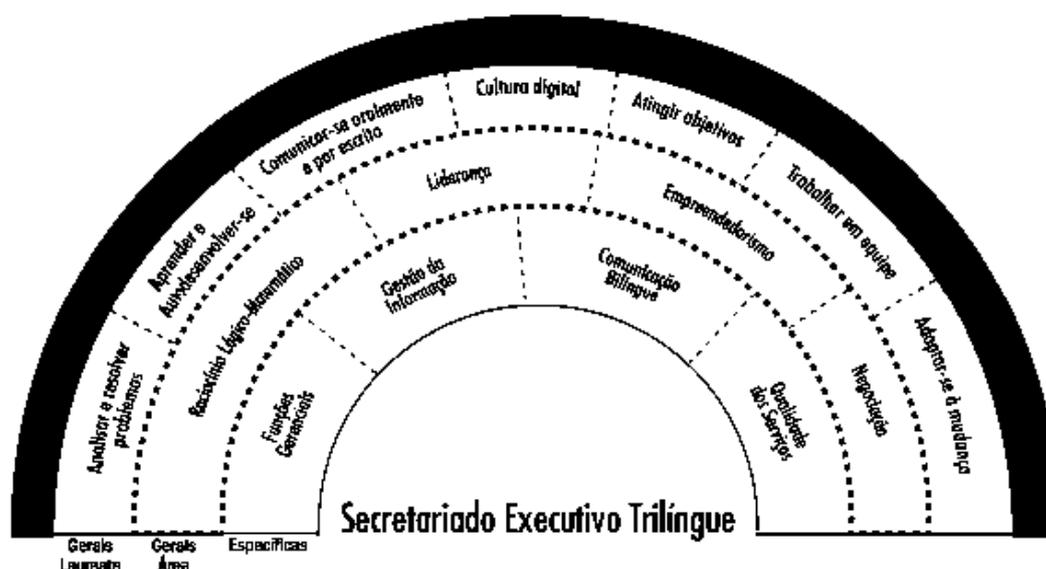 Analisar e resolver
problemas
Aprender e
Autodesenvolver-se
Comunicar-se oralmente
e por escrito
Cultura digital
Atingir objetivos
Trabalhar em equipe
Adaptar-se à mudança
Raciocínio Lógico-Matemático
Liderança
Empreendedorismo
Negociação
Funções
Gerenciais
Gestão da
Informação
Comunicação
Bilíngue
Qualidade
dos Serviços
Secretariado Executivo Trilíngue
Gerais
Laureate
Gerais
Área
Específicas